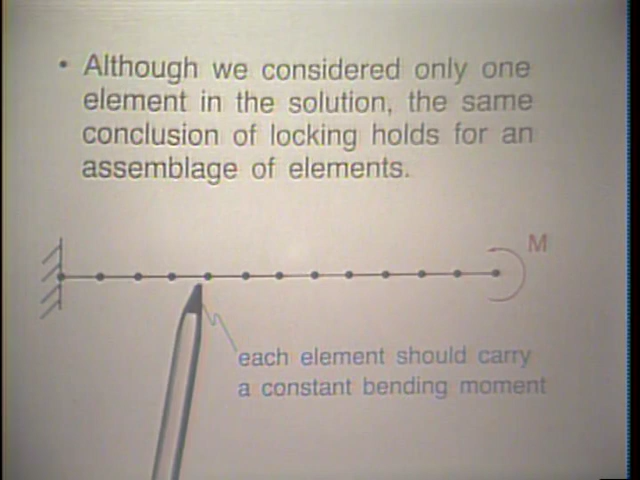 • Although we considered only one
element in the solution, the same
conclusion of locking holds for an
assemblage of elements.
M
each element should carry
a constant bending moment